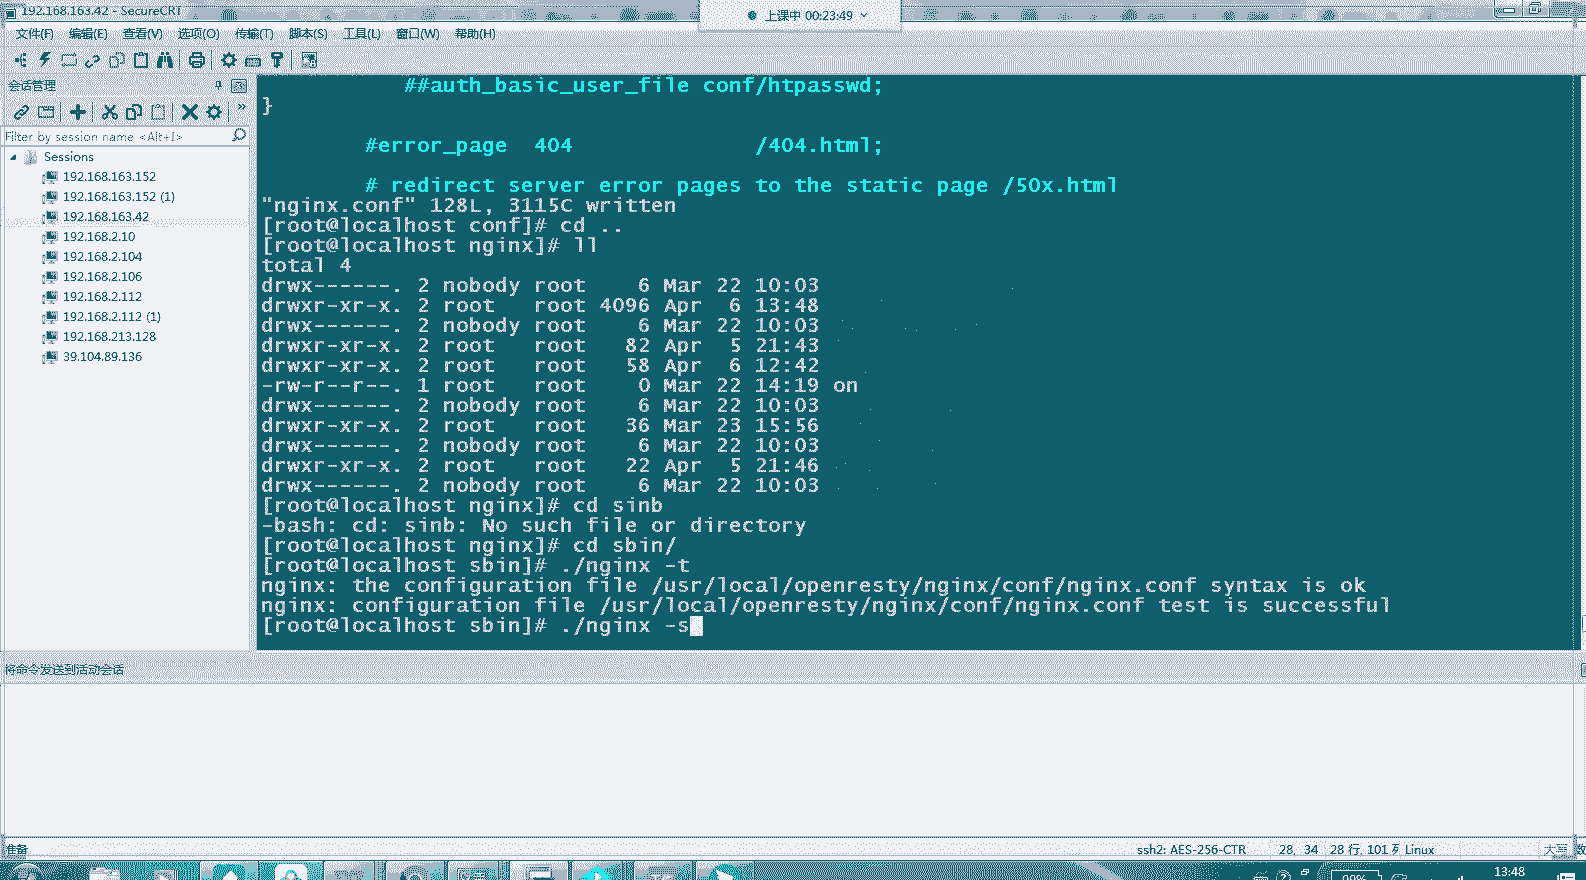 192.168.163.42 - SecureCRT
上课中 00:23:49
文件(F) 编辑(E) 查看(V) 选项(O) 传输(T) 脚本(S) 工具(L) 窗口(W) 帮助(H)
会话管理
Filter by session name <Alt+I>
Sessions
192.168.163.152
192.168.163.152 (1)
192.168.163.42
192.168.2.10
192.168.2.104
192.168.2.106
192.168.2.112
192.168.2.112 (1)
192.168.213.128
39.104.89.136
##auth_basic_user_file conf/htpasswd;
}
#error_page 404 /404.html;
# redirect server error pages to the static page /50x.html
"nginx.conf" 128L, 3115C written
[root@localhost conf]# cd ..
[root@localhost nginx]# ll
total 4
drwx------. 2 nobody root 6 Mar 22 10:03
drwxr-xr-x. 2 root root 4096 Apr 6 13:48
drwx------. 2 nobody root 6 Mar 22 10:03
drwxr-xr-x. 2 root root 82 Apr 5 21:43
drwxr-xr-x. 2 root root 58 Apr 6 12:42
-rw-r--r--. 1 root root 0 Mar 22 14:19 on
drwx------. 2 nobody root 6 Mar 22 10:03
drwxr-xr-x. 2 root root 36 Mar 23 15:56
drwx------. 2 nobody root 6 Mar 22 10:03
drwxr-xr-x. 2 root root 22 Apr 5 21:46
drwx------. 2 nobody root 6 Mar 22 10:03
[root@localhost nginx]# cd sinb
-bash: cd: sinb: No such file or directory
[root@localhost nginx]# cd sbin/
[root@localhost sbin]# ./nginx -t
nginx: the configuration file /usr/local/openresty/nginx/conf/nginx.conf syntax is ok
nginx: configuration file /usr/local/openresty/nginx/conf/nginx.conf test is successful
[root@localhost sbin]# ./nginx -s
将命令发送到活动会话
准备
ssh2: AES-256-CTR 28, 34 28 行, 101 列 Linux 大写 数
99%
13:48